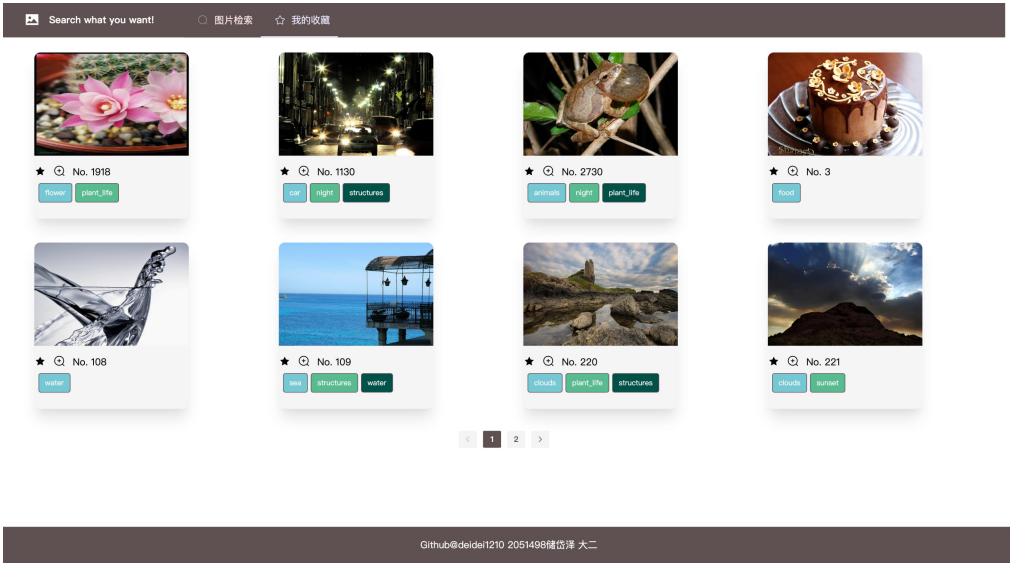 Search what you want! 图片检索 我的收藏
No. 1918 No. 1130 No. 2730 No. 3
flower plant_life car night structures animals night plant_life food
No. 108 No. 109 No. 220 No. 221
water sea structures water clouds plant_life structures clouds sunset
1 2
Github@deidei1210 2051498储岱泽 大二